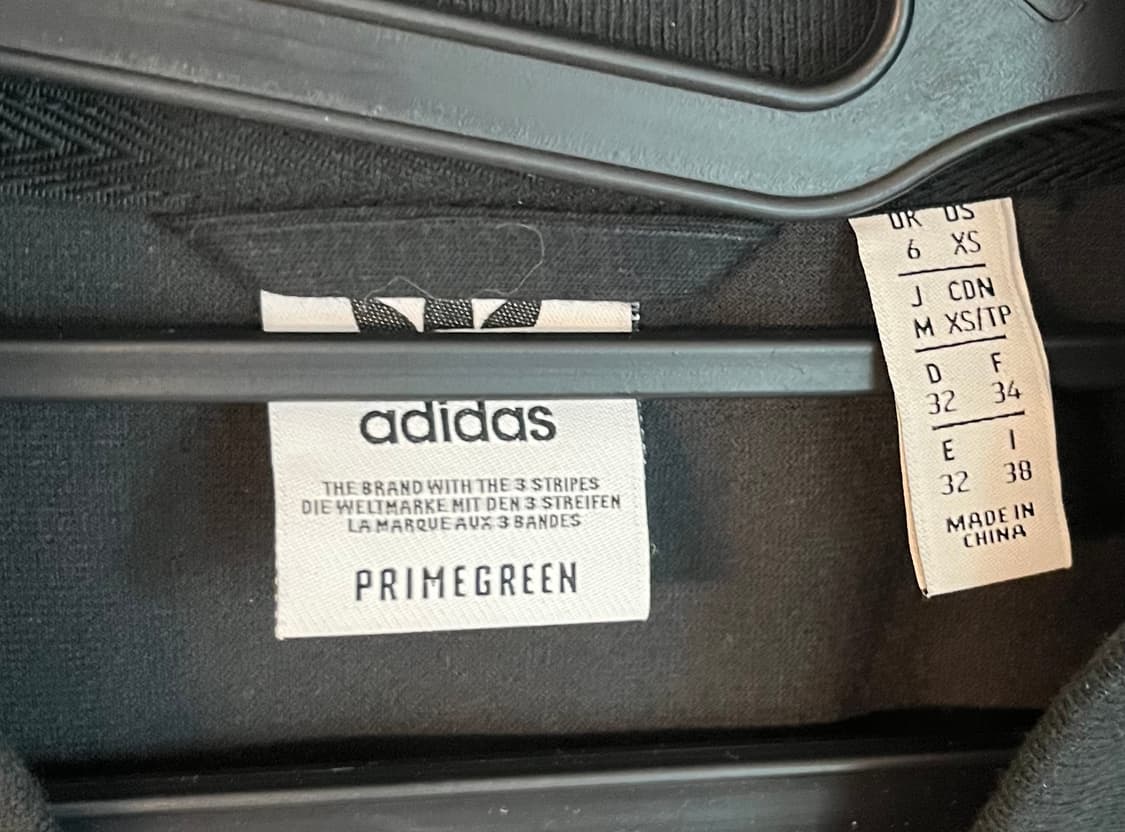 adidas
THE BRAND WITH THE 3 STRIPES
DIE WELTMARKE MIT DEN 3 STREIFEN
LA MARQUE AUX 3 BANDES
PRIMEGREEN
UK US
6 XS
J CDN
M XS/TP
D F
32 34
E I
32 38
MADE IN
CHINA